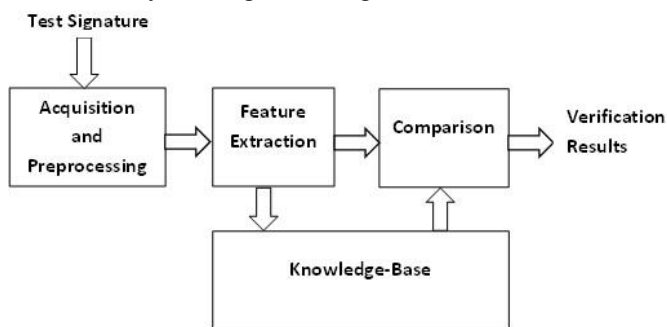 Test Signature
Acquisition
and
Preprocessing
Feature
Extraction
Comparison
Verification
Results
Knowledge-Base